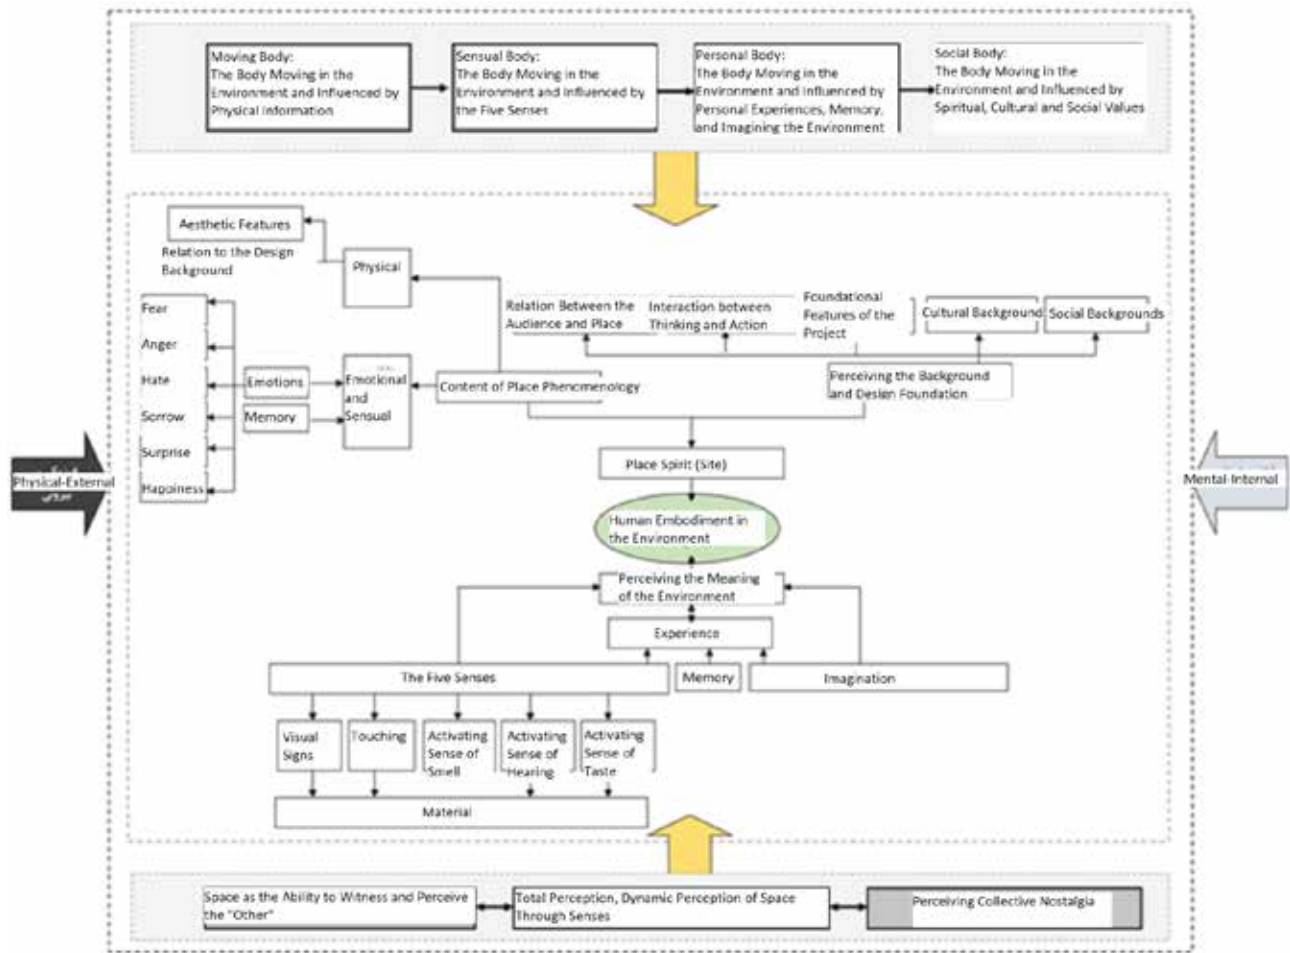 Moving Body:
The Body Moving in the
Environment and Influenced by
Physical Information
Sensual Body:
The Body Moving in the
Environment and Influenced by
the Five Senses
Personal Body:
The Body Moving in the
Environment and Influenced by
Personal Experiences, Memory,
and Imagining the Environment
Social Body:
The Body Moving in the
Environment and Influenced by
Spiritual, Cultural and Social Values
Aesthetic Features
Relation to the Design
Background
Physical
Fear
Anger
Hate
Sorrow
Surprise
Happiness
Emotions
Memory
Emotional
and
Sensual
Content of Place Phenomenology
Relation Between the
Audience and Place
Interaction between
Thinking and Action
Foundational
Features of the
Project
Cultural Background
Social Backgrounds
Perceiving the Background
and Design Foundation
Physical-External
Mental-Internal
Place Spirit (Site)
Human Embodiment in
the Environment
Perceiving the Meaning
of the Environment
Experience
The Five Senses
Memory
Imagination
Visual
Signs
Touching
Activating
Sense of
Smell
Activating
Sense of
Hearing
Activating
Sense of
Taste
Material
Space as the Ability to Witness and Perceive
the "Other"
Total Perception, Dynamic Perception of Space
Through Senses
Perceiving Collective Nostalgia